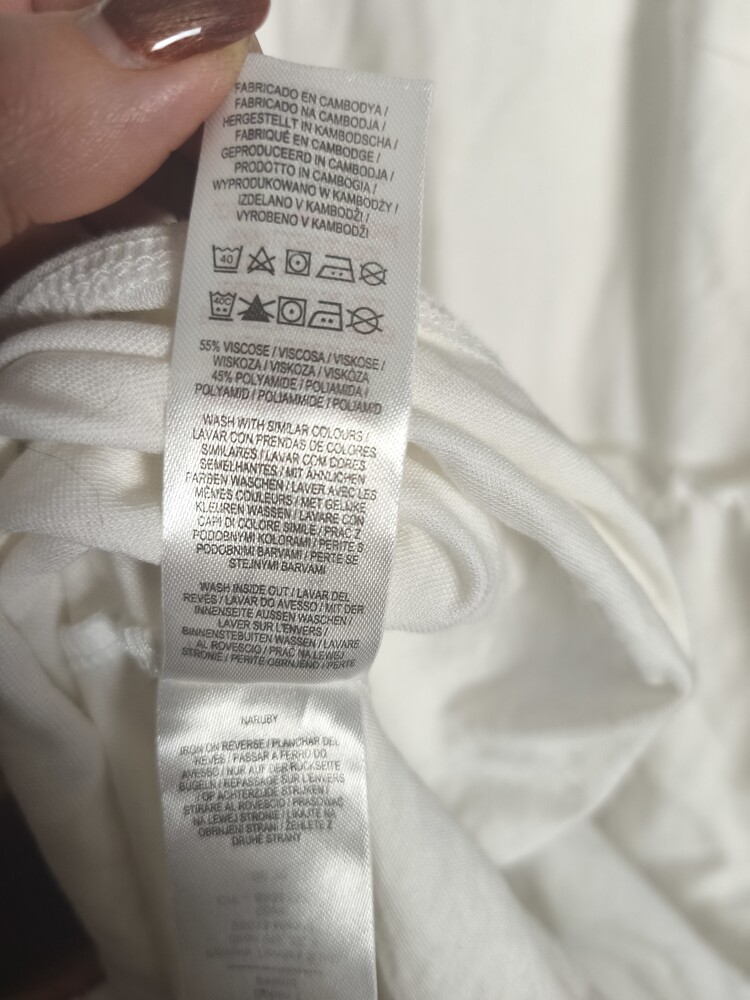 FABRICADO EN CAMBODYA /
FABRICADO NA CAMBODJA /
HERGESTELLT IN KAMBODSCHA /
FABRIQUÉ EN CAMBODGE /
GEPRODUCEERD IN CAMBODJA /
PRODOTTO IN CAMBOGIA /
WYPRODUKOWANO W KAMBODŻY /
IZDELANO V KAMBODŽI /
VYROBENO V KAMBODŽI
40
40C
55% VISCOSE / VISCOSA / VISKOSE /
WISKOZA / VISKOZA / VISKÓZA
45% POLYAMIDE / POLIAMIDA /
POLYAMID / POLIAMMIDE / POLIAMID
WASH WITH SIMILAR COLOURS /
LAVAR CON PRENDAS DE COLORES
SIMILARES / LAVAR COM CORES
SEMELHANTES / MIT ÄHNLICHEN
FARBEN WASCHEN / LAVER AVEC LES
MÊMES COULEURS / MET GELIJKE
KLEUREN WASSEN / LAVARE CON
CAPI DI COLORE SIMILE / PRAĆ Z
PODOBNYMI KOLORAMI / PERITE S
PODOBNIMI BARVAMI / PERTE SE
STEJNÝMI BARVAMI
WASH INSIDE OUT / LAVAR DEL
REVÉS / LAVAR DO AVESSO / MIT DER
INNENSEITE AUSSEN WASCHEN /
LAVER SUR L'ENVERS /
BINNENSTEBUITEN WASSEN / LAVARE
AL ROVESCIO / PRAĆ NA LEWEJ
STRONIE / PERITE OBRNJENO / PERTE
NARUBY
IRON ON REVERSE / PLANCHAR DEL
REVÉS / PASSAR A FERRO DO
AVESSO / NUR AUF DER RÜCKSEITE
BÜGELN / REPASSAGE SUR L'ENVERS
/ OP ACHTERZIJDE STRIJKEN /
STIRARE AL ROVESCIO / PRASOWAĆ
NA LEWEJ STRONIE / LIKAJTE NA
OBRNJENI STRANI / ŽEHLETE Z
DRUHÉ STRANY